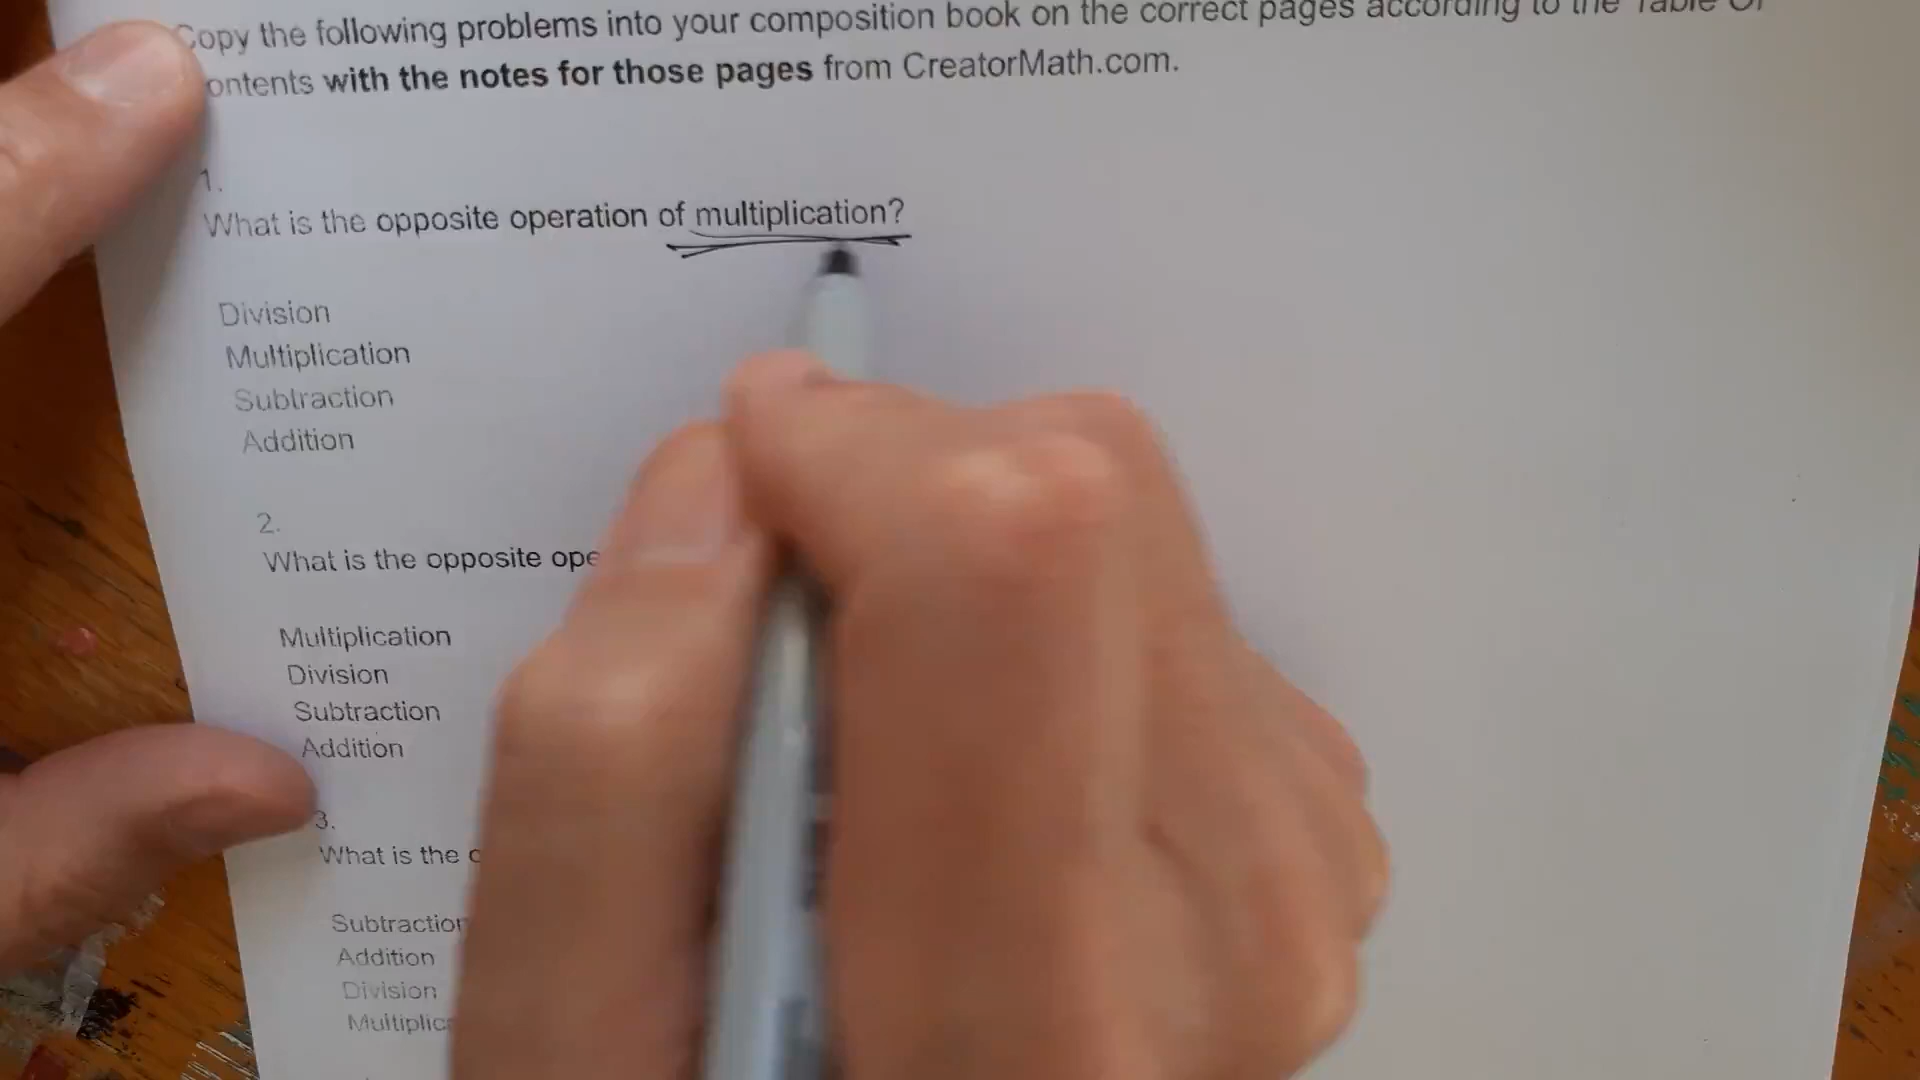 Copy the following problems into your composition book on the correct pages according to the Table Of
ontents with the notes for those pages from CreatorMath.com.
1.
What is the opposite operation of multiplication?
Division
Multiplication
Subtraction
Addition
2.
What is the opposite ope
Multiplication
Division
Subtraction
Addition
3.
What is the
Subtraction
Addition
Division
Multiplic